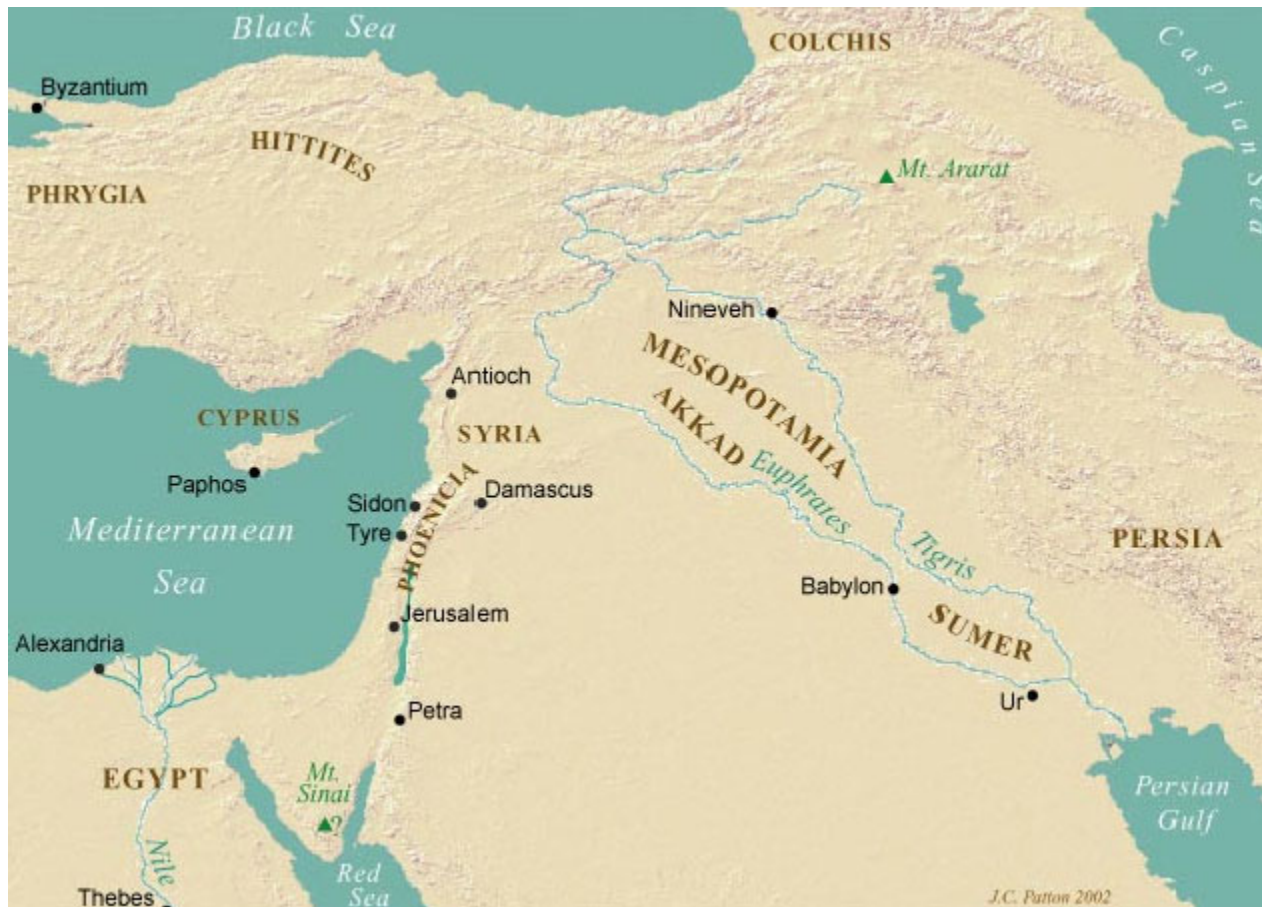 Black Sea
COLCHIS
Caspian Sea
Byzantium
HITTITES
Mt. Ararat
PHRYGIA
Nineveh
MESOPOTAMIA
Antioch
AKKAD
CYPRUS
SYRIA
Euphrates
Paphos
PHOENICIA
Sidon
Damascus
Mediterranean
Sea
Tyre
Tigris
PERSIA
Babylon
Jerusalem
SUMER
Alexandria
Ur
Petra
EGYPT
Mt.
Sinai
?
Persian
Gulf
Nile
Red
Sea
Thebes
J.C. Patton 2002